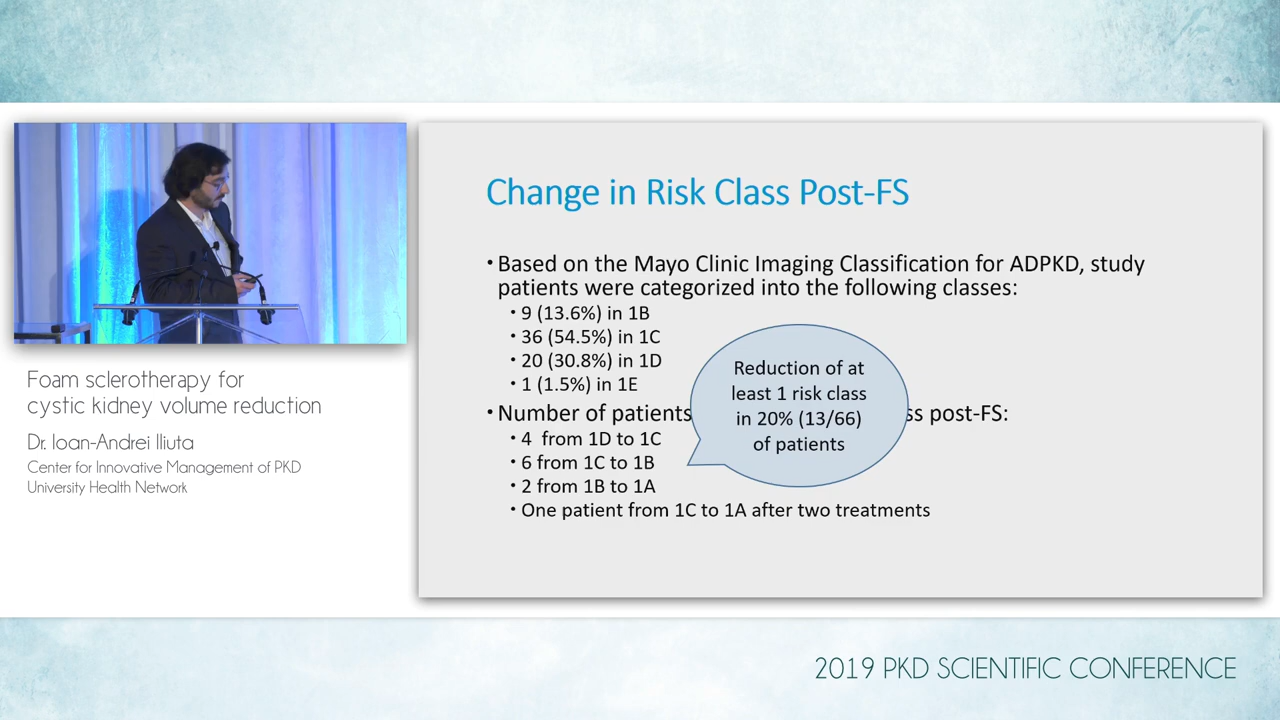 Foam sclerotherapy for
cystic kidney volume reduction
Dr. Ioan-Andrei Iliuta
Center for Innovative Management of PKD
University Health Network
Change in Risk Class Post-FS
• Based on the Mayo Clinic Imaging Classification for ADPKD, study
patients were categorized into the following classes:
• 9 (13.6%) in 1B
• 36 (54.5%) in 1C
• 20 (30.8%) in 1D
• 1 (1.5%) in 1E
• Number of patients
ss post-FS:
• 4 from 1D to 1C
• 6 from 1C to 1B
• 2 from 1B to 1A
• One patient from 1C to 1A after two treatments
Reduction of at
least 1 risk class
in 20% (13/66)
of patients
2019 PKD SCIENTIFIC CONFERENCE